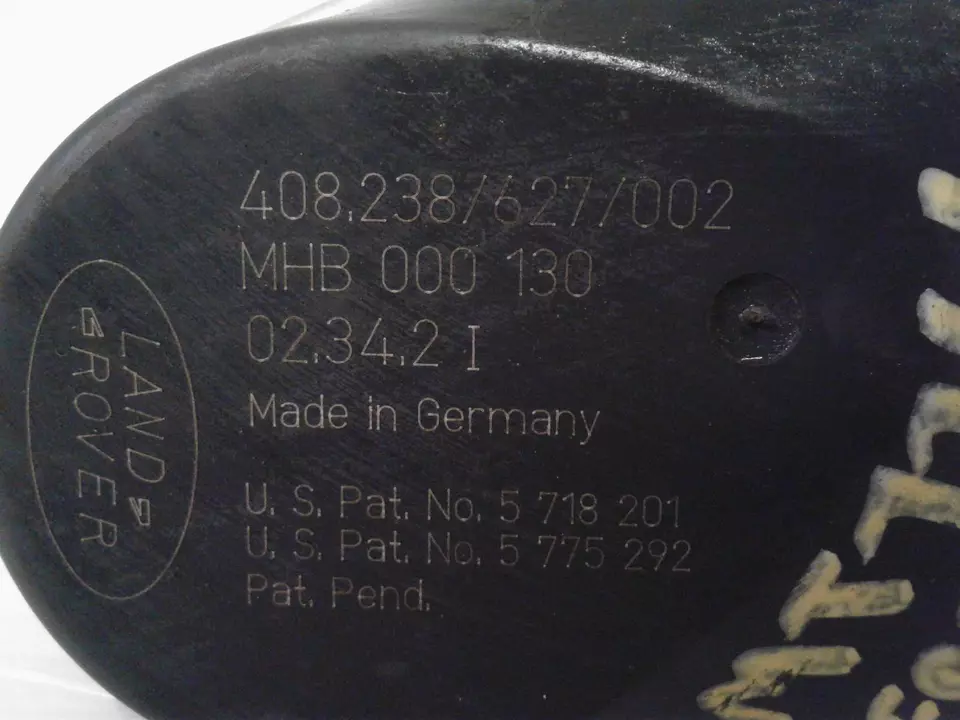 408.238/627/002
MHB 000 130
02.34.2 I
Made in Germany
U. S. Pat. No. 5 718 201
U. S. Pat. No. 5 775 292
Pat. Pend.
LAND
ROVER